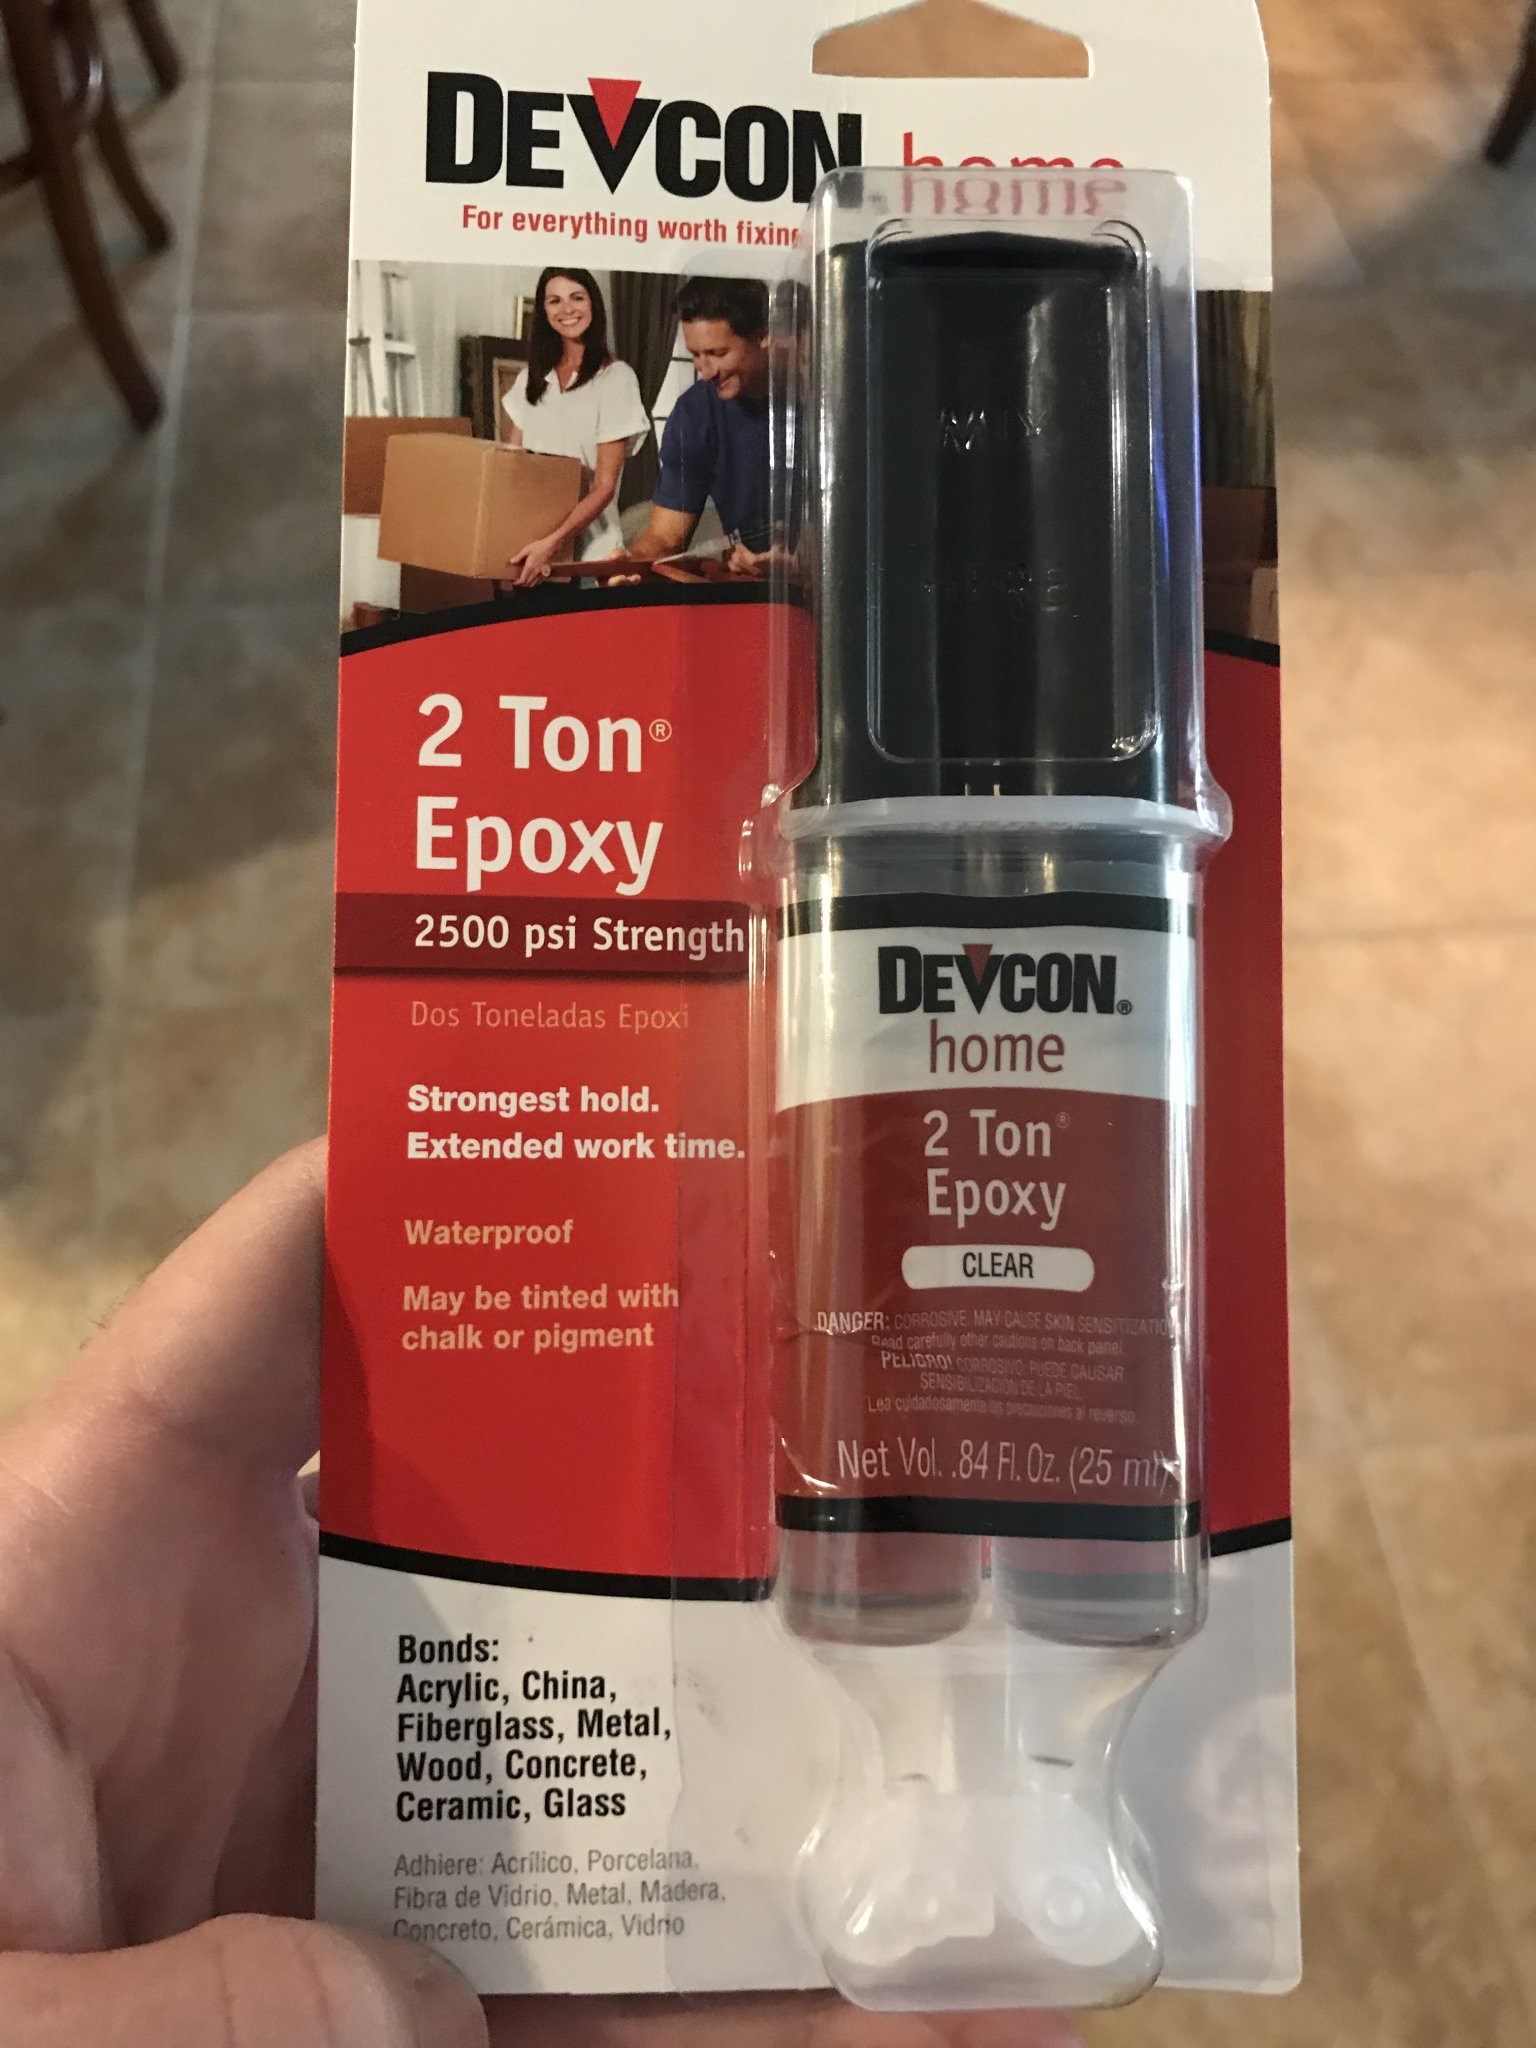 DEVCON home
For everything worth fixing
MIX
HERE
2 Ton®
Epoxy
2500 psi Strength
Dos Toneladas Epoxi
Strongest hold.
Extended work time.
Waterproof
May be tinted with
chalk or pigment
Bonds:
Acrylic, China,
Fiberglass, Metal,
Wood, Concrete,
Ceramic, Glass
Adhiere: Acrílico, Porcelana,
Fibra de Vidrio, Metal, Madera,
Concreto, Cerámica, Vidrio
DEVCON®
home
2 Ton®
Epoxy
CLEAR
DANGER: CORROSIVE. MAY CAUSE SKIN SENSITIZATION
Read carefully other cautions on back panel.
PELIGRO! CORROSIVO. PUEDE CAUSAR
SENSIBILIZACION DE LA PIEL.
Lea cuidadosamente las precauciones al reverso.
Net Vol. .84 Fl. Oz. (25 ml)